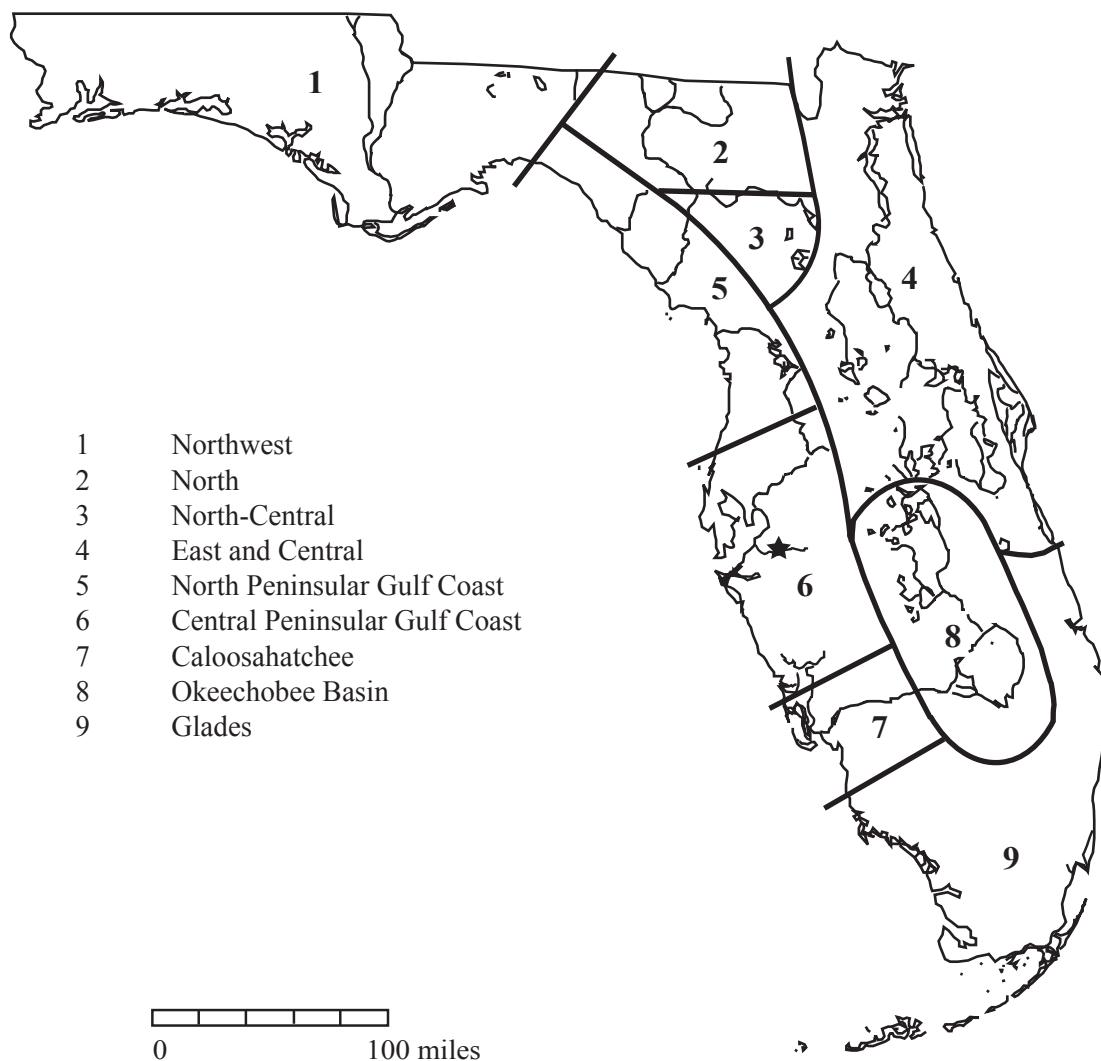 1
2
3
4
5
6
7
8
9
1 Northwest
2 North
3 North-Central
4 East and Central
5 North Peninsular Gulf Coast
6 Central Peninsular Gulf Coast
7 Caloosahatchee
8 Okeechobee Basin
9 Glades
0 100 miles